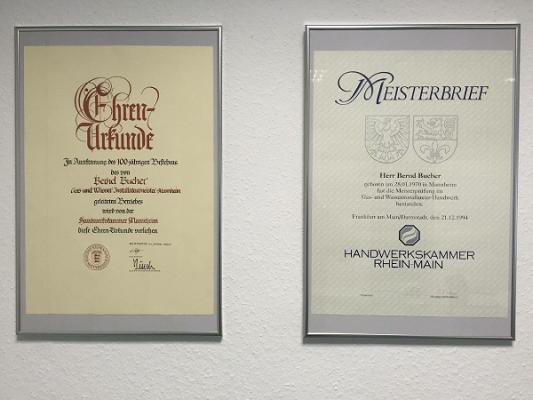 Ehren-
Urkunde
In Anerkennung des 100-jährigen Bestehens
des von
Bernd Bucher
Gas- und Wasser Installateurmeister Mannheim
geleiteten Betriebes
wird von der
Handwerkskammer Mannheim
diese Ehren-Urkunde verliehen.
MEISTERBRIEF
Herr Bernd Bucher
geboren am 28.01.1970 in Mannheim
hat die Meisterprüfung im
Gas- und Wasserinstallateur-Handwerk
bestanden.
Frankfurt am Main/Darmstadt, den 21.12.1994
HANDWERKSKAMMER
RHEIN-MAIN